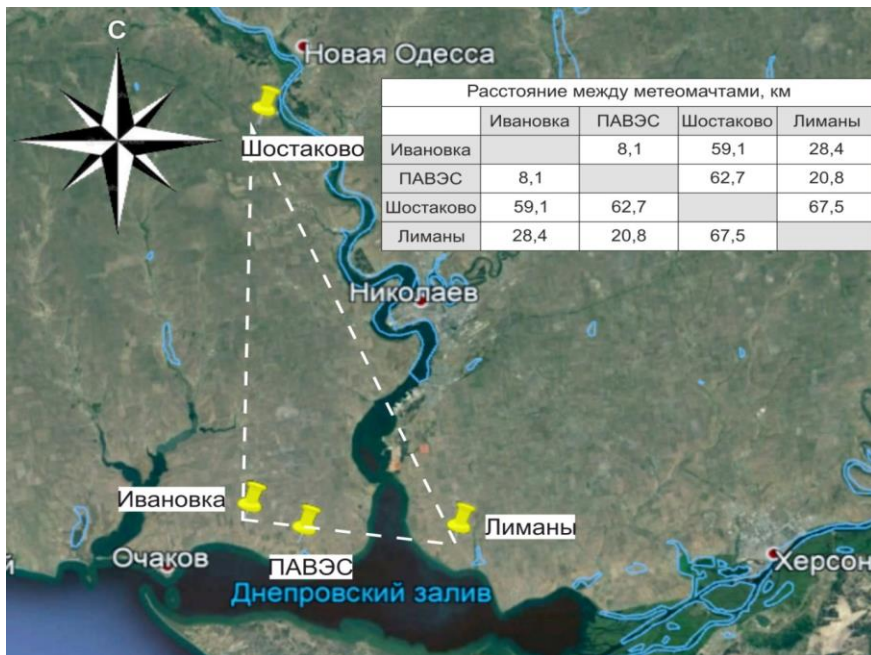 С
Новая Одесса
Шостаково
Расстояние между метеомачтами, км
Ивановка ПАВЭС Шостаково Лиманы
Ивановка 8,1 59,1 28,4
ПАВЭС 8,1 62,7 20,8
Шостаково 59,1 62,7 67,5
Лиманы 28,4 20,8 67,5
Николаев
Ивановка
Лиманы
Очаков
ПАВЭС
Херсон
Днепровский залив
й